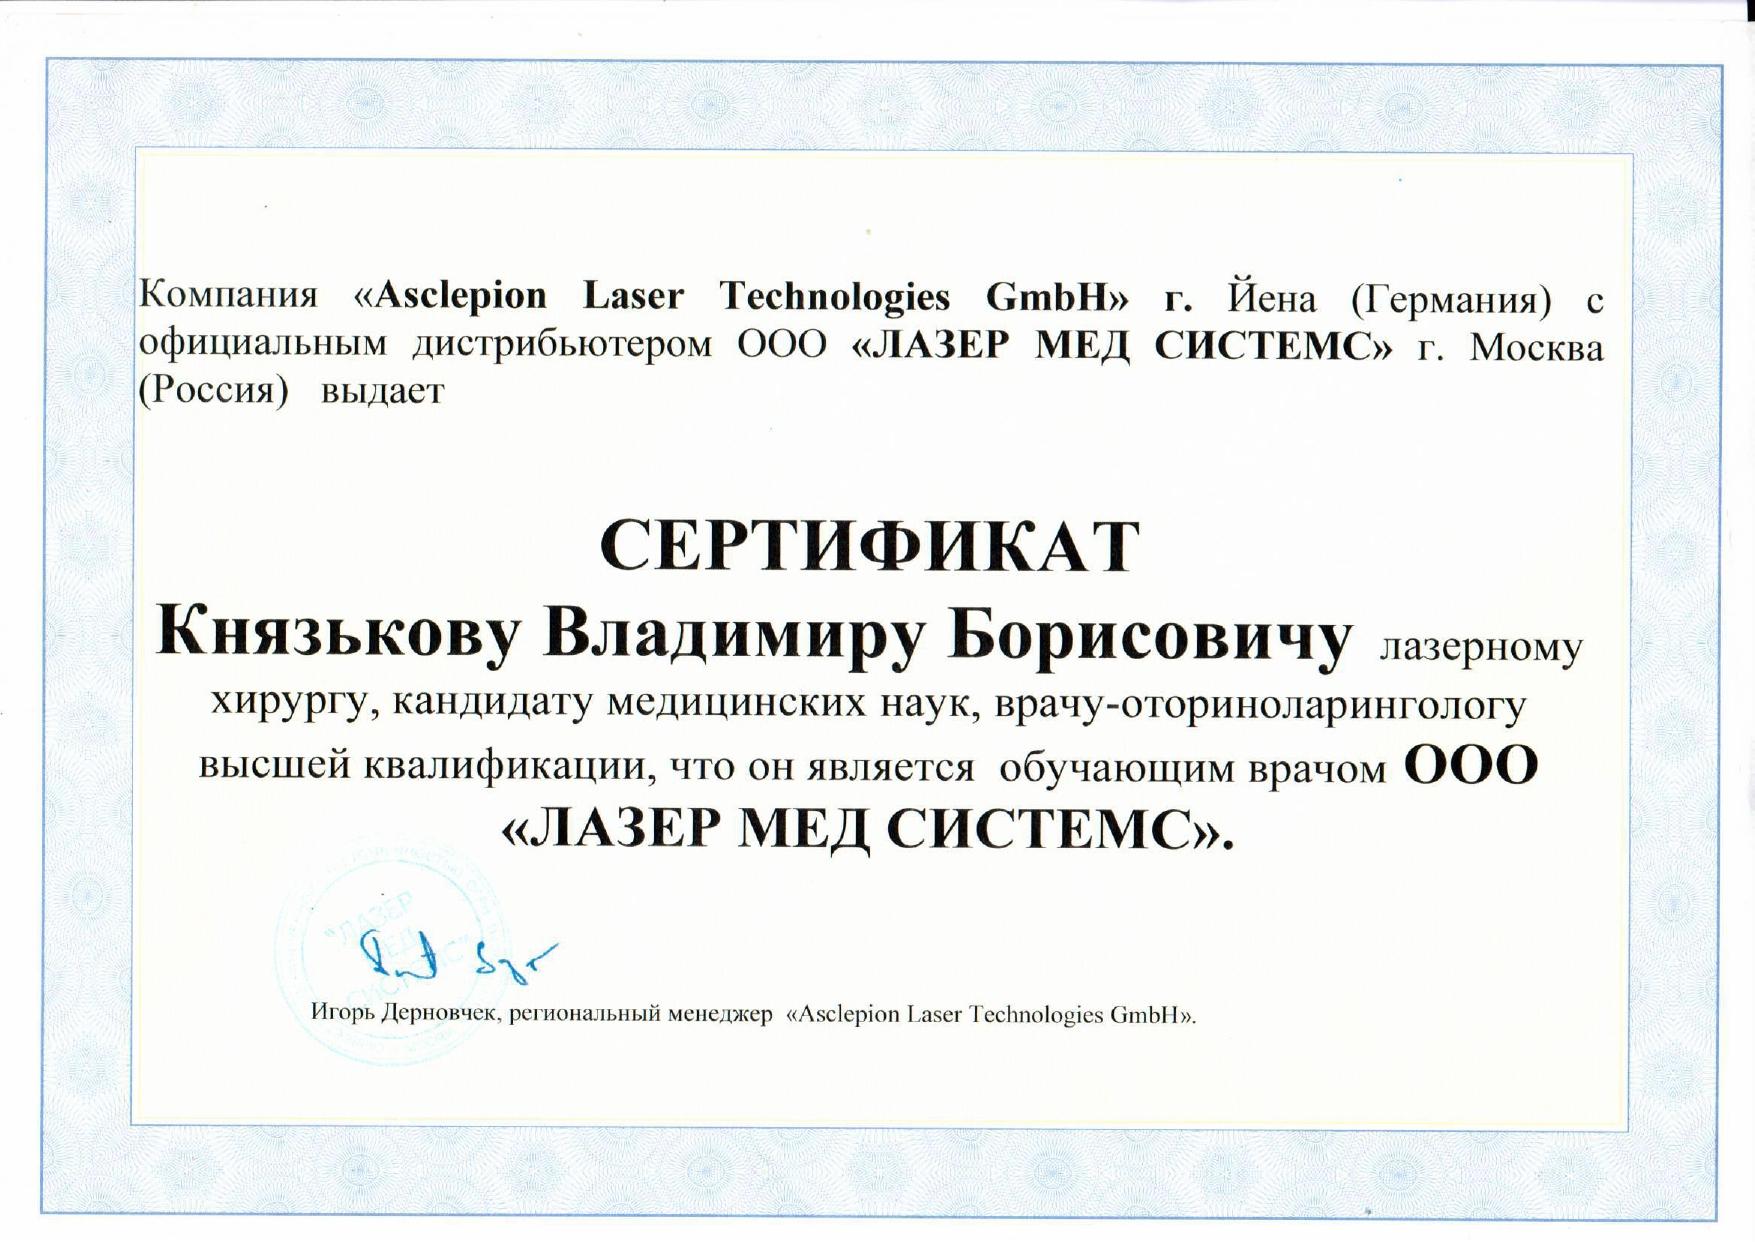 Компания «Asclepion Laser Technologies GmbH» г. Йена (Германия) с
официальным дистрибьютером ООО «ЛАЗЕР МЕД СИСТЕМС» г. Москва
(Россия) выдает
СЕРТИФИКАТ
Князькову Владимиру Борисовичу лазерному
хирургу, кандидату медицинских наук, врачу-оториноларингологу
высшей квалификации, что он является обучающим врачом ООО
«ЛАЗЕР МЕД СИСТЕМС».
"ЛАЗЕР
МЕД
СИСТЕМС"
Игорь Дерновчек, региональный менеджер «Asclepion Laser Technologies GmbH».